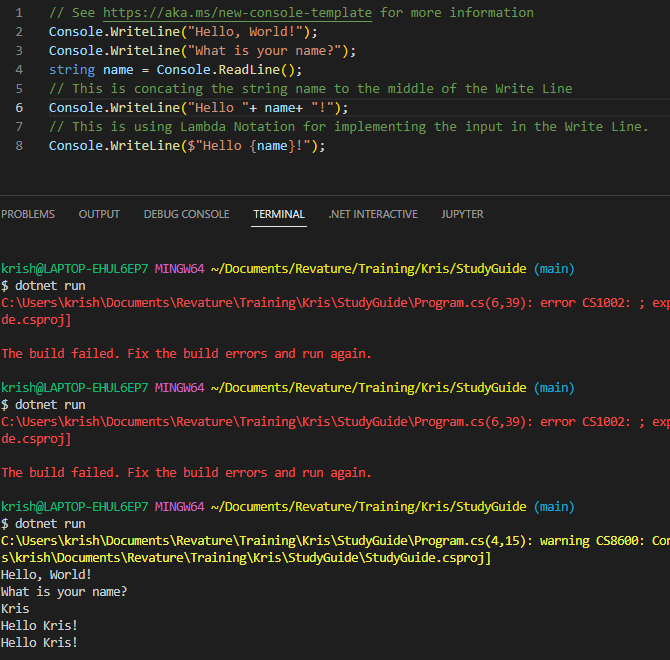 1 // See https://aka.ms/new-console-template for more information
2 Console.WriteLine("Hello, World!");
3 Console.WriteLine("What is your name?");
4 string name = Console.ReadLine();
5 // This is concating the string name to the middle of the Write Line
6 Console.WriteLine("Hello "+ name+ "!");
7 // This is using Lambda Notation for implementing the input in the Write Line.
8 Console.WriteLine($"Hello {name}!");
PROBLEMS OUTPUT DEBUG CONSOLE TERMINAL .NET INTERACTIVE JUPYTER
krish@LAPTOP-EHUL6EP7 MINGW64 ~/Documents/Revature/Training/Kris/StudyGuide (main)
$ dotnet run
C:\Users\krish\Documents\Revature\Training\Kris\StudyGuide\Program.cs(6,39): error CS1002: ; exp
de.csproj]
The build failed. Fix the build errors and run again.
krish@LAPTOP-EHUL6EP7 MINGW64 ~/Documents/Revature/Training/Kris/StudyGuide (main)
$ dotnet run
C:\Users\krish\Documents\Revature\Training\Kris\StudyGuide\Program.cs(6,39): error CS1002: ; exp
de.csproj]
The build failed. Fix the build errors and run again.
krish@LAPTOP-EHUL6EP7 MINGW64 ~/Documents/Revature/Training/Kris/StudyGuide (main)
$ dotnet run
C:\Users\krish\Documents\Revature\Training\Kris\StudyGuide\Program.cs(4,15): warning CS8600: Con
s\krish\Documents\Revature\Training\Kris\StudyGuide\StudyGuide.csproj]
Hello, World!
What is your name?
Kris
Hello Kris!
Hello Kris!